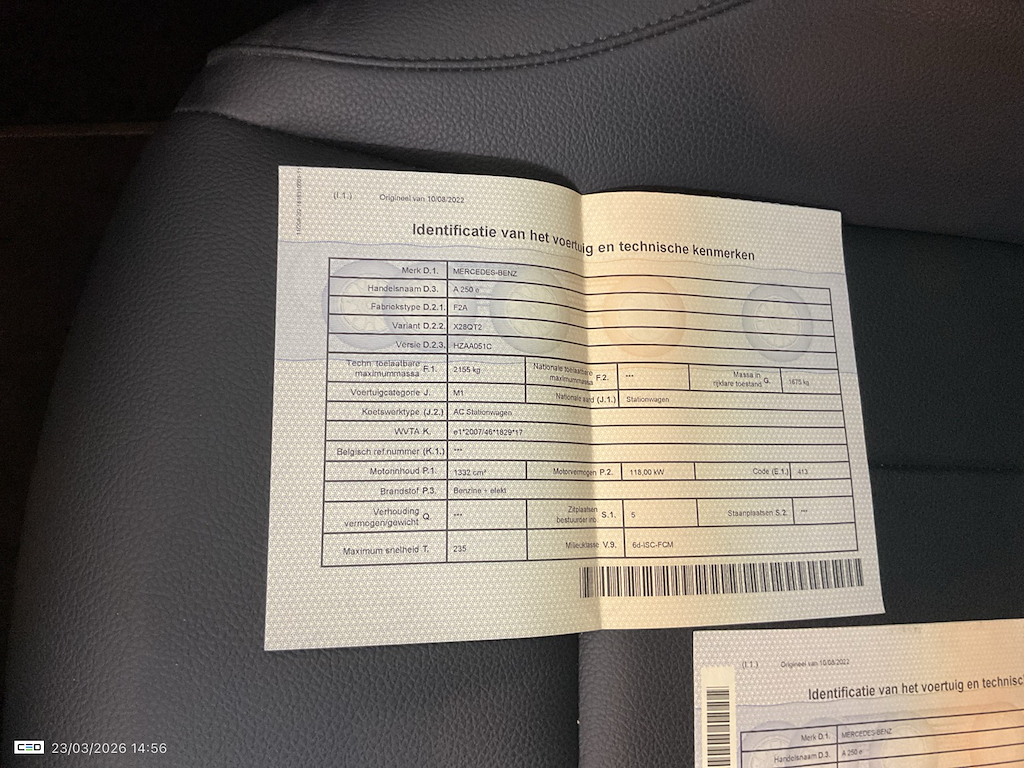 (I.1.) Origineel van 10/08/2022
Identificatie van het voertuig en technische kenmerken
Merk D.1. MERCEDES-BENZ
Handelsnaam D.3. A 250 e
Fabriekstype D.2.1. F2A
Variant D.2.2. X28QT2
Versie D.2.3. HZAA051C
Techn. toelaatbare maximummassa F.1. 2155 kg Nationale toelaatbare maximummassa F.2. *** Massa in rijklare toestand G. 1675 kg
Voertuigcategorie J. M1 Nationale aard (J.1.) Stationwagen
Koetswerktype (J.2.) AC Stationwagen
WVTA K. e1*2007/46*1829*17
Belgisch ref.nummer (K.1.) ***
Motorinhoud P.1. 1332 cm³ Motorvermogen P.2. 118,00 kW Code (E.1.) 413
Brandstof P.3. Benzine + elekt
Verhouding vermogen/gewicht Q. *** Zitplaatsen bestuurder inb. S.1. 5 Staanplaatsen S.2. ***
Maximum snelheid T. 235 Milieuklasse V.9. 6d-ISC-FCM
(I.1.) Origineel van 10/08/2022
Identificatie van het voertuig en technisc
Merk D.1. MERCEDES-BENZ
Handelsnaam D.3. A 250 e
CEO 23/03/2026 14:56